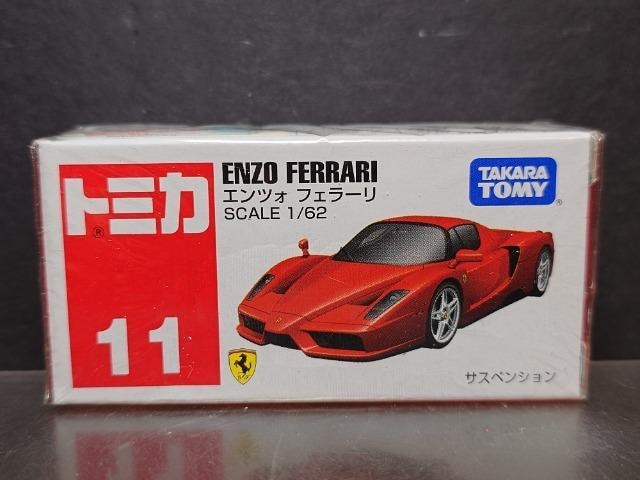 トミカ
®
11
ENZO FERRARI
エンツォ フェラーリ
SCALE 1/62
TAKARA
TOMY
®
サスペンション